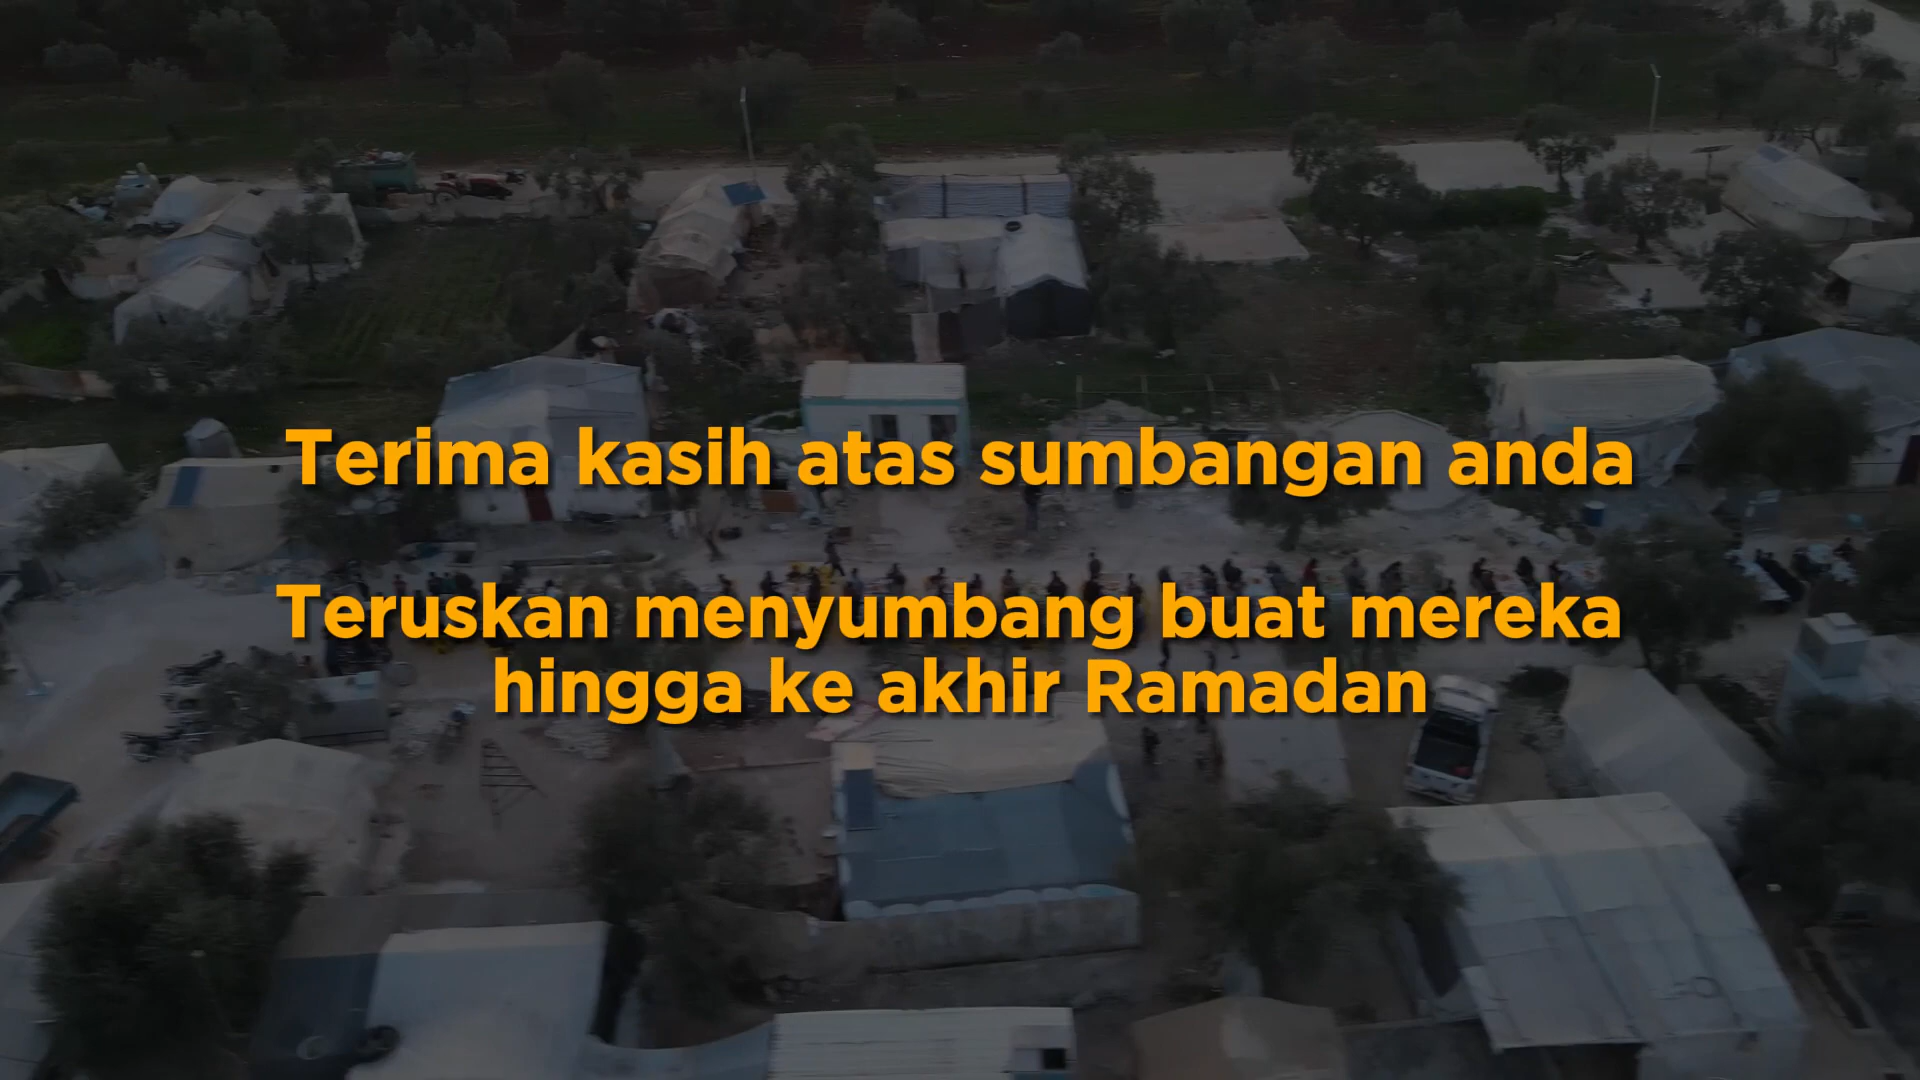 Terima kasih atas sumbangan anda
Teruskan menyumbang buat mereka
hingga ke akhir Ramadan